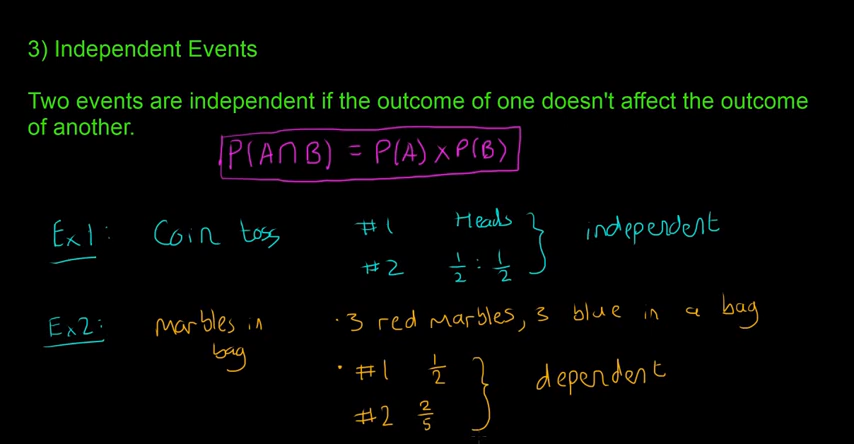 3) Independent Events
Two events are independent if the outcome of one doesn't affect the outcome
of another.
P(A∩B) = P(A) × P(B)
Ex1: Coin toss #1 Heads
#2 1/2 : 1/2 } independent
Ex2: marbles in bag · 3 red marbles, 3 blue in a bag
· #1 1/2
#2 2/5 } dependent